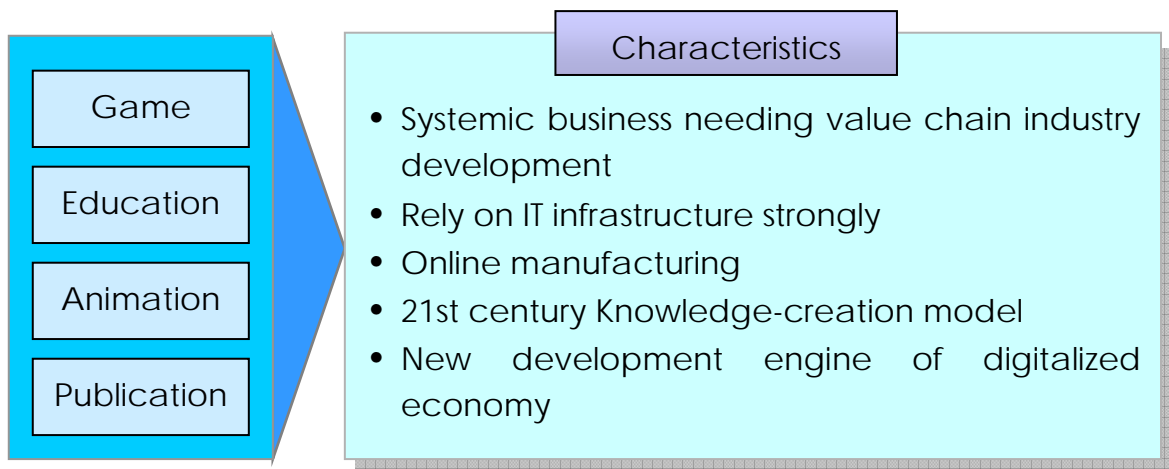 Game
Education
Animation
Publication
Characteristics
• Systemic business needing value chain industry
development
• Rely on IT infrastructure strongly
• Online manufacturing
• 21st century Knowledge-creation model
• New development engine of digitalized
economy